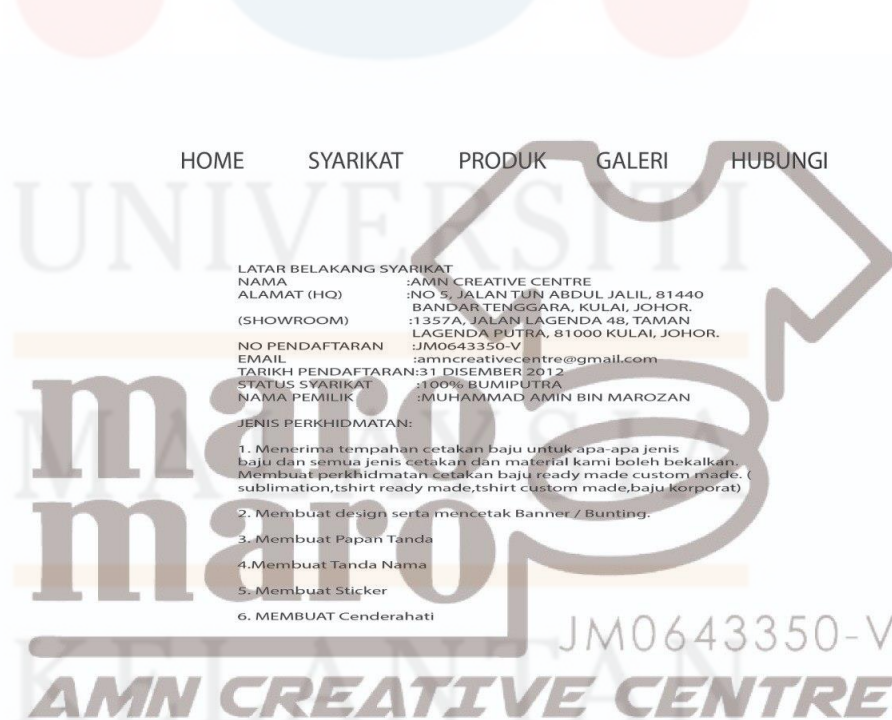 HOME SYARIKAT PRODUK GALERI HUBUNGI
UNIVERSITI
LATAR BELAKANG SYARIKAT
NAMA :AMN CREATIVE CENTRE
ALAMAT (HQ) :NO 5, JALAN TUN ABDUL JALIL, 81440
BANDAR TENGGARA, KULAI, JOHOR.
(SHOWROOM) :1357A, JALAN LAGENDA 48, TAMAN
LAGENDA PUTRA, 81000 KULAI, JOHOR.
NO PENDAFTARAN :JM0643350-V
EMAIL :amncreativecentre@gmail.com
TARIKH PENDAFTARAN:31 DISEMBER 2012
STATUS SYARIKAT :100% BUMIPUTRA
NAMA PEMILIK :MUHAMMAD AMIN BIN MAROZAN
maro
MALAYSIA
JENIS PERKHIDMATAN:
1. Menerima tempahan cetakan baju untuk apa-apa jenis
baju dan semua jenis cetakan dan material kami boleh bekalkan.
Membuat perkhidmatan cetakan baju ready made custom made. (
sublimation,tshirt ready made,tshirt custom made,baju korporat)
maro
2. Membuat design serta mencetak Banner / Bunting.
3. Membuat Papan Tanda
4.Membuat Tanda Nama
5. Membuat Sticker
6. MEMBUAT Cenderahati
JM0643350-V
KELANTAN
AMN CREATIVE CENTRE